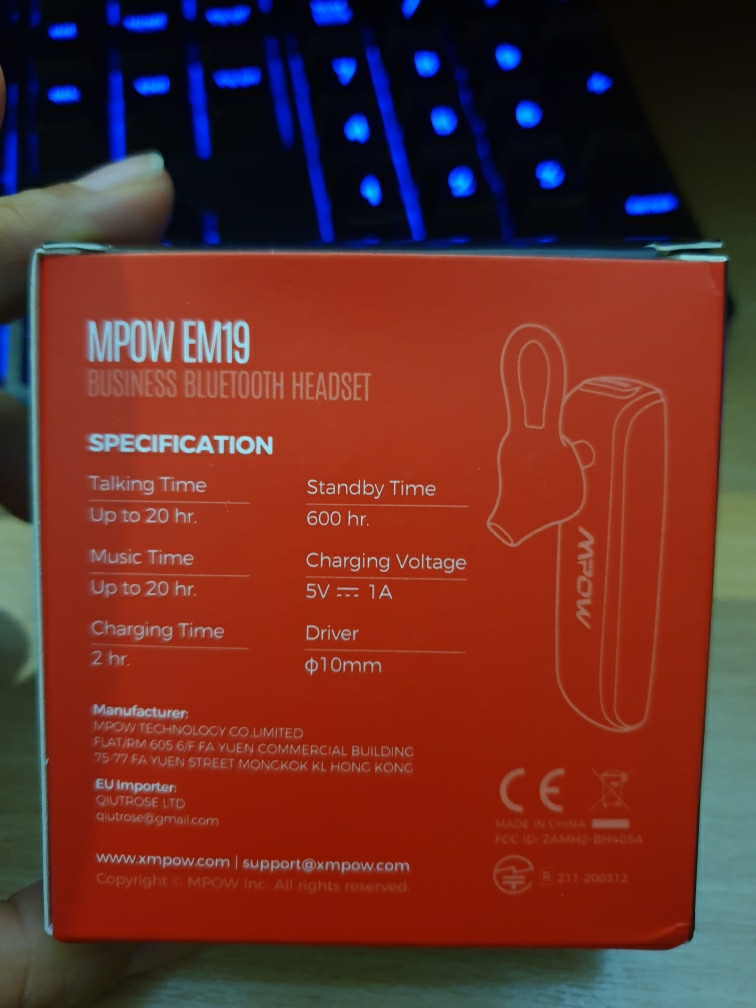 MPOW EM19
BUSINESS BLUETOOTH HEADSET
SPECIFICATION
Talking Time
Up to 20 hr.
Standby Time
600 hr.
Music Time
Up to 20 hr.
Charging Voltage
5V ⎓ 1A
Charging Time
2 hr.
Driver
ϕ10mm
MPOW
Manufacturer:
MPOW TECHNOLOGY CO.LIMITED
FLAT/RM 605 6/F FA YUEN COMMERCIAL BUILDING
75-77 FA YUEN STREET MONGKOK KL HONG KONG
EU Importer:
QIUTROSE LTD
qiutrose@gmail.com
www.xmpow.com | support@xmpow.com
Copyright © MPOW Inc. All rights reserved.
CE
MADE IN CHINA
FCC ID: 2AMH2-BH405A
R 211-200312